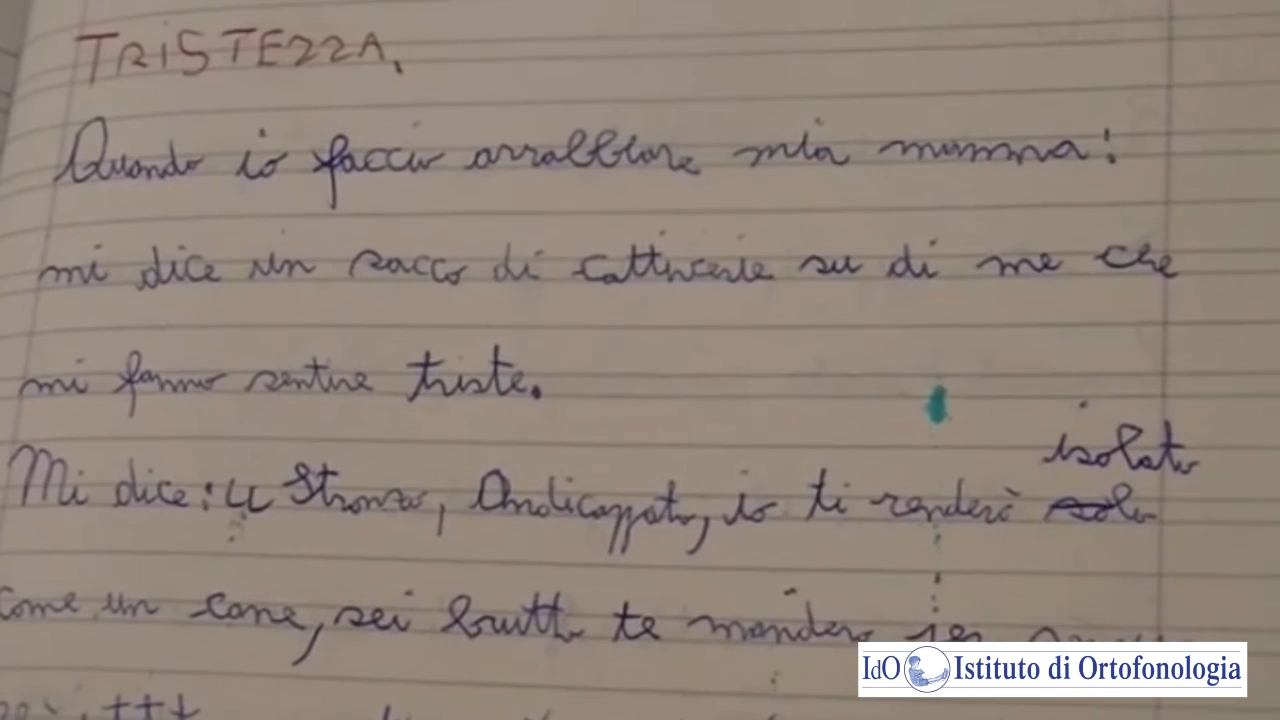 TRISTEZZA.
Quando io faccio arrabbiare mia mamma!
mi dice un sacco di cattiverie su di me che
mi fanno sentire triste.
isolato
Mi dice: " Stronzo, Andicappato, io ti renderò solo
come un cane, sei brutto te manderò
IdO Istituto di Ortofonologia